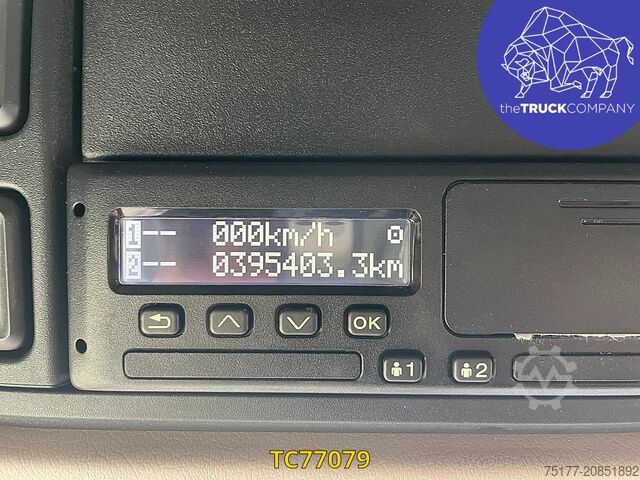 theTRUCKCOMPANY
1-- 000km/h
2-- 0395403.3km
OK
1 2
TC77079
75177-20851892